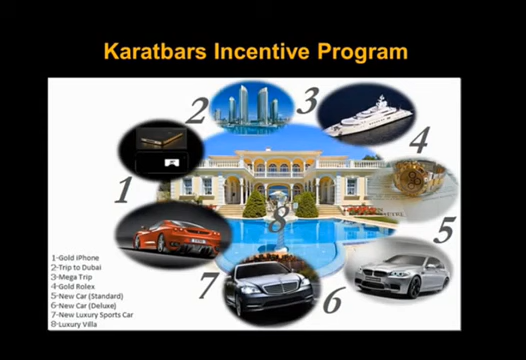 Karatbars Incentive Program
2
3
4
1
8
5
7
6
1-Gold iPhone
2-Trip to Dubai
3-Mega Trip
4-Gold Rolex
5-New Car (Standard)
6-New Car (Deluxe)
7-New Luxury Sports Car
8-Luxury Villa